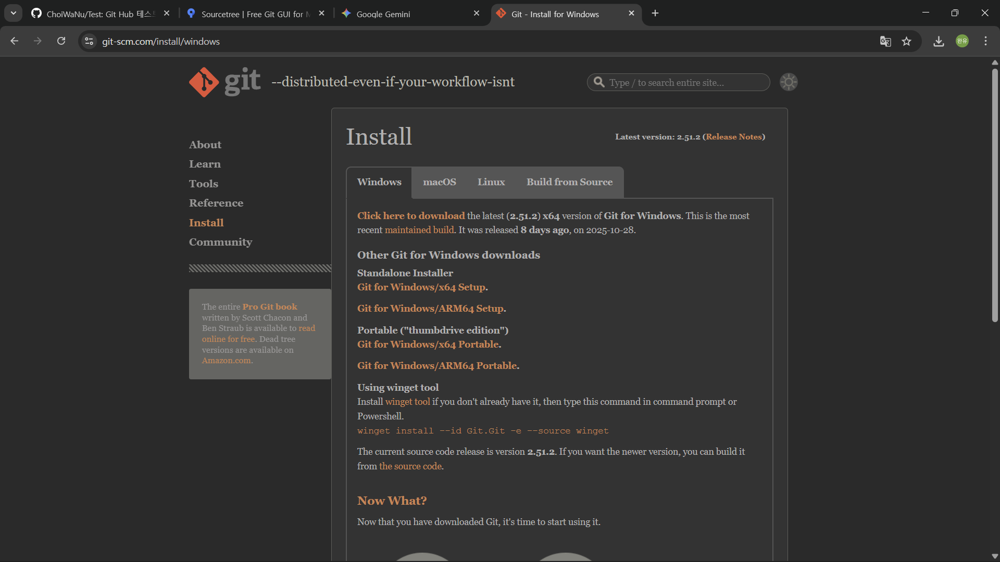 ChoiWaNu/Test: Git Hub 테스
Sourcetree | Free Git GUI for
Google Gemini
Git - Install for Windows
git-scm.com/install/windows
완유
git --distributed-even-if-your-workflow-isnt
Type / to search entire site...
About
Learn
Tools
Reference
Install
Community
The entire Pro Git book
written by Scott Chacon and
Ben Straub is available to read
online for free. Dead tree
versions are available on
Amazon.com.
Install
Latest version: 2.51.2 (Release Notes)
Windows macOS Linux Build from Source
Click here to download the latest (2.51.2) x64 version of Git for Windows. This is the most
recent maintained build. It was released 8 days ago, on 2025-10-28.
Other Git for Windows downloads
Standalone Installer
Git for Windows/x64 Setup.
Git for Windows/ARM64 Setup.
Portable ("thumbdrive edition")
Git for Windows/x64 Portable.
Git for Windows/ARM64 Portable.
Using winget tool
Install winget tool if you don't already have it, then type this command in command prompt or
Powershell.
winget install --id Git.Git -e --source winget
The current source code release is version 2.51.2. If you want the newer version, you can build it
from the source code.
Now What?
Now that you have downloaded Git, it's time to start using it.